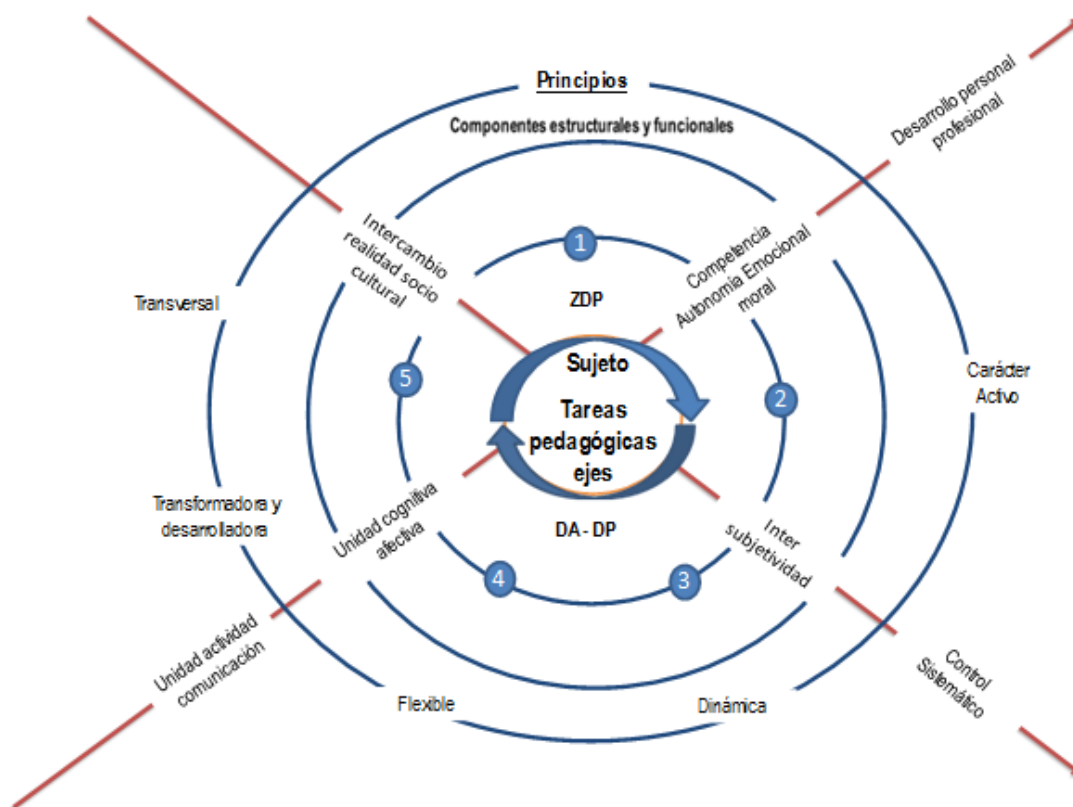 Principios
Componentes estructurales y funcionales
Desarrollo personal
profesional
Intercambio
realidad socio
cultural
1
Competencia
Autonomía Emocional
moral
Transversal
ZDP
Sujeto
5
2
Carácter
Activo
Tareas
pedagógicas
ejes
Transformadora y
desarrolladora
Unidad cognitiva
afectiva
DA - DP
Inter
subjetividad
4
3
Unidad actividad
comunicación
Control
Sistemático
Flexible
Dinámica